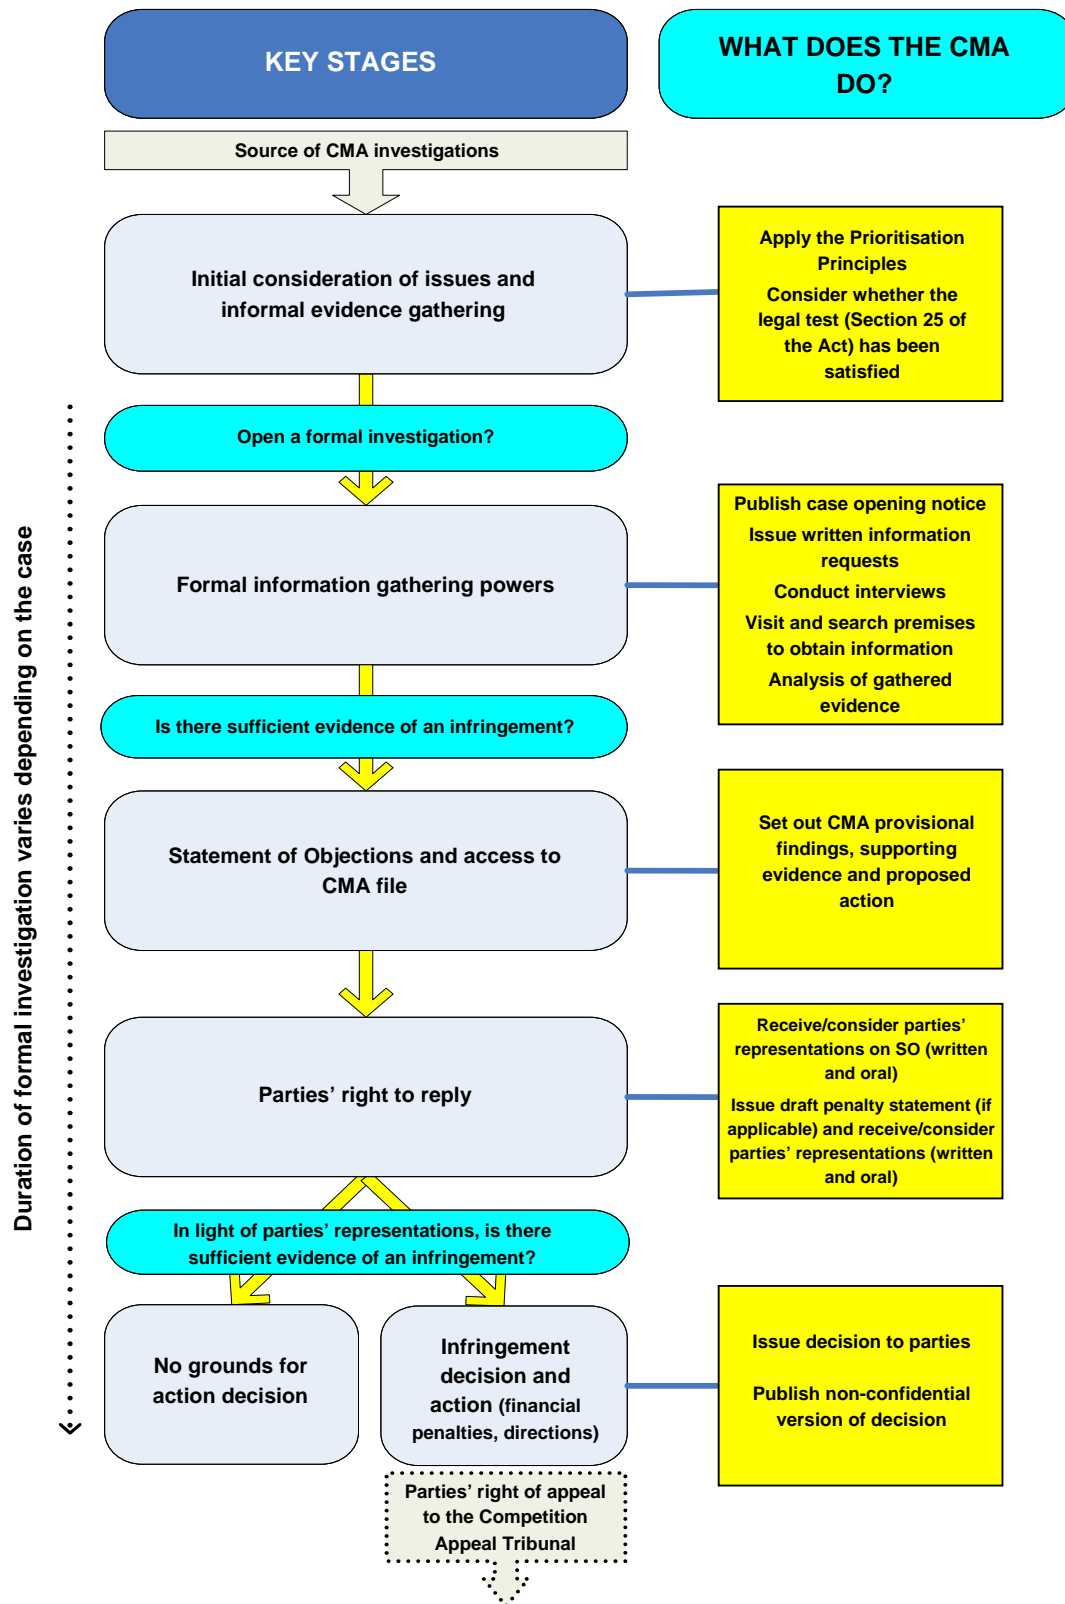 KEY STAGES
WHAT DOES THE CMA
DO?
Source of CMA investigations
Initial consideration of issues and
informal evidence gathering
Apply the Prioritisation
Principles
Consider whether the
legal test (Section 25 of
the Act) has been
satisfied
Open a formal investigation?
Formal information gathering powers
Publish case opening notice
Issue written information
requests
Conduct interviews
Visit and search premises
to obtain information
Analysis of gathered
evidence
Is there sufficient evidence of an infringement?
Statement of Objections and access to
CMA file
Set out CMA provisional
findings, supporting
evidence and proposed
action
Parties’ right to reply
Receive/consider parties’
representations on SO (written
and oral)
Issue draft penalty statement (if
applicable) and receive/consider
parties’ representations (written
and oral)
In light of parties’ representations, is there
sufficient evidence of an infringement?
No grounds for
action decision
Infringement
decision and
action (financial
penalties, directions)
Issue decision to parties
Publish non-confidential
version of decision
Parties’ right of appeal
to the Competition
Appeal Tribunal
Duration of formal investigation varies depending on the case